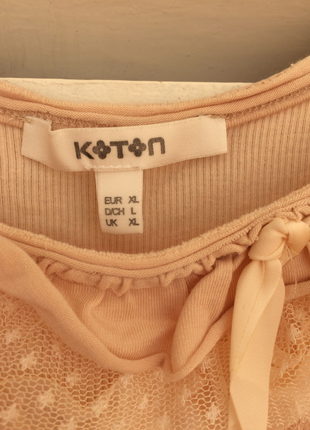 KOTON
EUR XL
D/CH L
UK XL